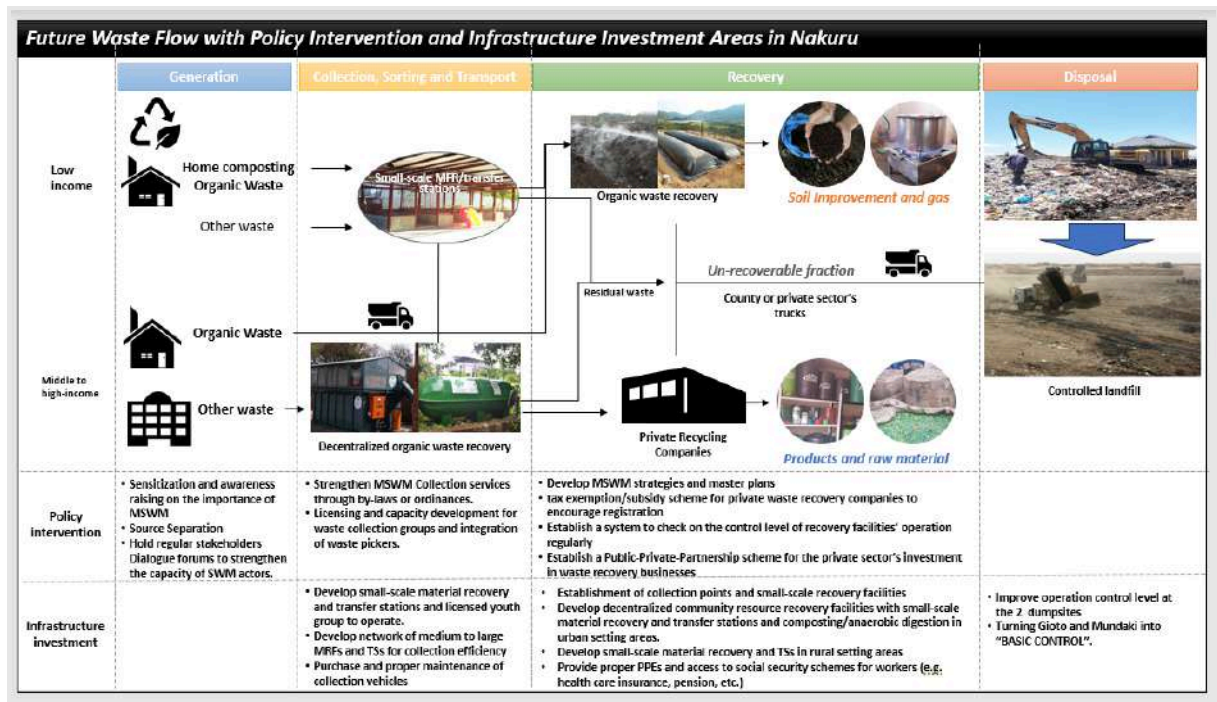 Future Waste Flow with Policy Intervention and Infrastructure Investment Areas in Nakuru
Generation
Collection, Sorting and Transport
Recovery
Disposal
Low
income
Home composting
Organic Waste
Other waste
Small-scale MFR/transfer
stations
Organic waste recovery
Soil Improvement and gas
Un-recoverable fraction
Residual waste
County or private sector's
trucks
Controlled landfill
Middle to
high-income
Organic Waste
Other waste
Decentralized organic waste recovery
Private Recycling
Companies
Products and raw material
Policy
intervention
• Sensitization and awareness
raising on the importance of
MSWM
• Source Separation
• Hold regular stakeholders
Dialogue forums to strengthen
the capacity of SWM actors.
• Strengthen MSWM Collection services
through by-laws or ordinances.
• Licensing and capacity development for
waste collection groups and integration
of waste pickers.
• Develop MSWM strategies and master plans
• tax exemption/subsidy scheme for private waste recovery companies to
encourage registration
• Establish a system to check on the control level of recovery facilities' operation
regularly
• Establish a Public-Private-Partnership scheme for the private sector's investment
in waste recovery businesses
Infrastructure
investment
• Develop small-scale material recovery
and transfer stations and licensed youth
group to operate.
• Develop network of medium to large
MRFs and TSs for collection efficiency
• Purchase and proper maintenance of
collection vehicles
• Establishment of collection points and small-scale recovery facilities
• Develop decentralized community resource recovery facilities with small-scale
material recovery and transfer stations and composting/anaerobic digestion in
urban setting areas.
• Develop small-scale material recovery and TSs in rural setting areas
• Provide proper PPEs and access to social security schemes for workers (e.g.
health care insurance, pension, etc.)
• Improve operation control level at
the 2 dumpsites
• Turning Gioto and Mundaki into
"BASIC CONTROL".